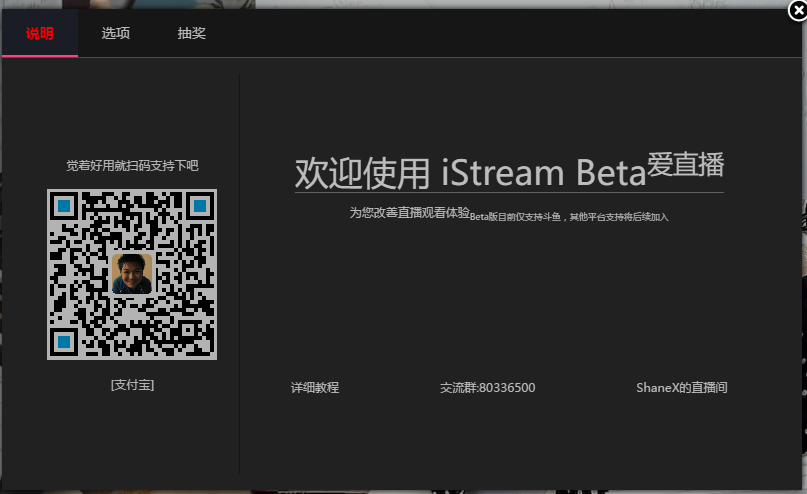 说明 选项 抽奖
觉着好用就扫码支持下吧
[支付宝]
欢迎使用 iStream Beta爱直播
为您改善直播观看体验Beta版目前仅支持斗鱼，其他平台支持将后续加入
详细教程 交流群:80336500 ShaneX的直播间